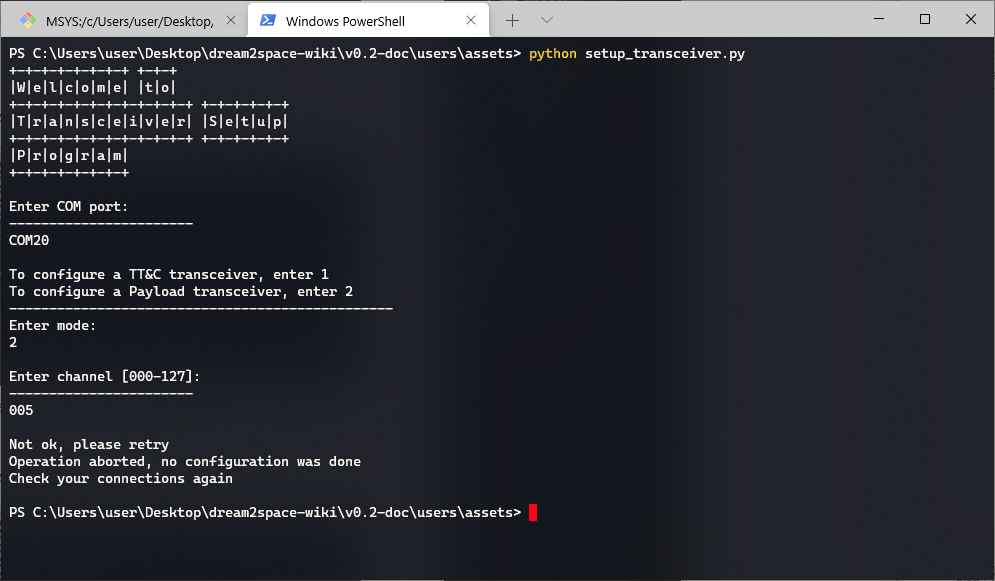 MSYS:/c/Users/user/Desktop,
Windows PowerShell
PS C:\Users\user\Desktop\dream2space-wiki\v0.2-doc\users\assets> python setup_transceiver.py
+-+-+-+-+-+-+-+ +-+-+
|W|e|l|c|o|m|e| |t|o|
+-+-+-+-+-+-+-+-+-+-+-+ +-+-+-+-+-+
|T|r|a|n|s|c|e|i|v|e|r| |S|e|t|u|p|
+-+-+-+-+-+-+-+-+-+-+-+ +-+-+-+-+-+
|P|r|o|g|r|a|m|
+-+-+-+-+-+-+-+
Enter COM port:
-----------------------
COM20
To configure a TT&C transceiver, enter 1
To configure a Payload transceiver, enter 2
------------------------------------------------
Enter mode:
2
Enter channel [000-127]:
-----------------------
005
Not ok, please retry
Operation aborted, no configuration was done
Check your connections again
PS C:\Users\user\Desktop\dream2space-wiki\v0.2-doc\users\assets>